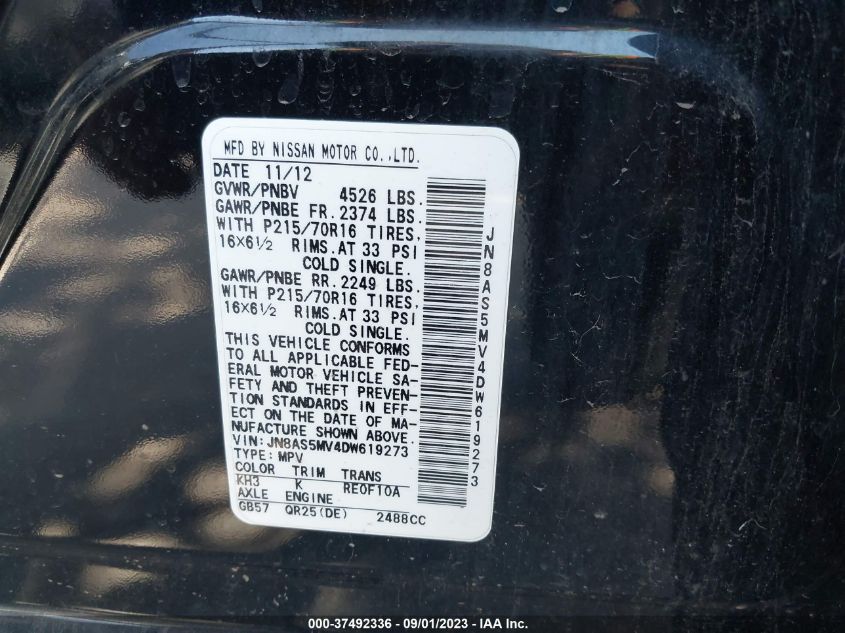 MFD BY NISSAN MOTOR CO.,LTD.
DATE 11/12
GVWR/PNBV 4526 LBS.
GAWR/PNBE FR. 2374 LBS.
WITH P215/70R16 TIRES,
16×6½ RIMS. AT 33 PSI
COLD SINGLE.
GAWR/PNBE RR. 2249 LBS.
WITH P215/70R16 TIRES,
16×6½ RIMS. AT 33 PSI
COLD SINGLE.
THIS VEHICLE CONFORMS
TO ALL APPLICABLE FED-
ERAL MOTOR VEHICLE SA-
FETY AND THEFT PREVEN-
TION STANDARDS IN EFF-
ECT ON THE DATE OF MA-
NUFACTURE SHOWN ABOVE.
VIN:JN8AS5MV4DW619273
TYPE: MPV
COLOR TRIM TRANS
KH3 K RE0F10A
AXLE ENGINE
GB57 QR25(DE) 2488CC
JN8AS5MV4DW619273
000-37492336 - 09/01/2023 - IAA Inc.